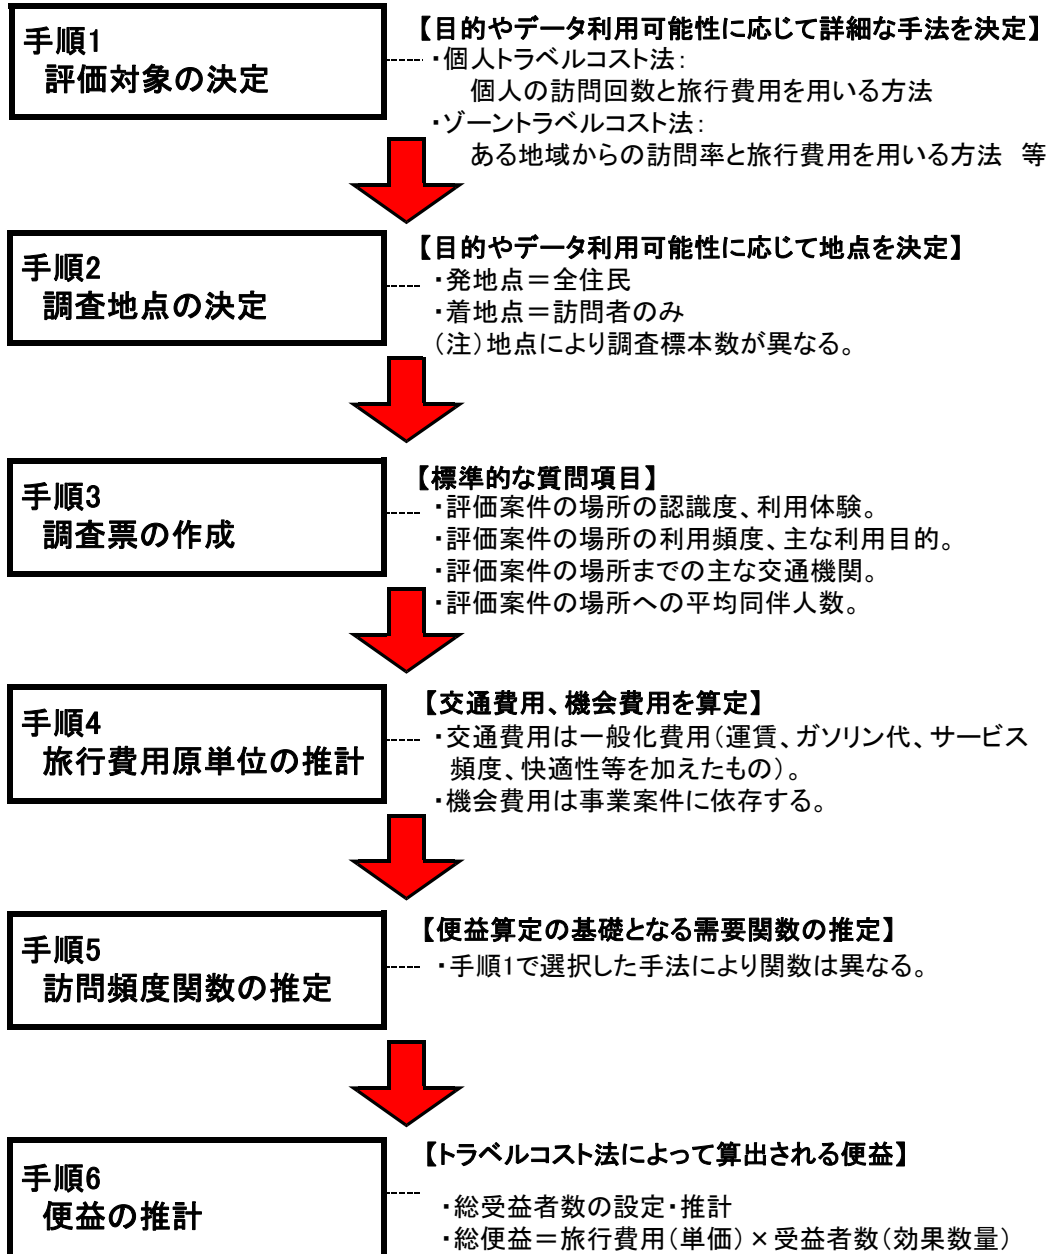 手順1
評価対象の決定
【目的やデータ利用可能性に応じて詳細な手法を決定】
・個人トラベルコスト法：
個人の訪問回数と旅行費用を用いる方法
・ゾーントラベルコスト法：
ある地域からの訪問率と旅行費用を用いる方法　等
手順2
調査地点の決定
【目的やデータ利用可能性に応じて地点を決定】
・発地点＝全住民
・着地点＝訪問者のみ
（注）地点により調査標本数が異なる。
手順3
調査票の作成
【標準的な質問項目】
・評価案件の場所の認識度、利用体験。
・評価案件の場所の利用頻度、主な利用目的。
・評価案件の場所までの主な交通機関。
・評価案件の場所への平均同伴人数。
手順4
旅行費用原単位の推計
【交通費用、機会費用を算定】
・交通費用は一般化費用（運賃、ガソリン代、サービス
頻度、快適性等を加えたもの）。
・機会費用は事業案件に依存する。
手順5
訪問頻度関数の推定
【便益算定の基礎となる需要関数の推定】
・手順1で選択した手法により関数は異なる。
手順6
便益の推計
【トラベルコスト法によって算出される便益】
・総受益者数の設定・推計
・総便益＝旅行費用（単価）×受益者数（効果数量）